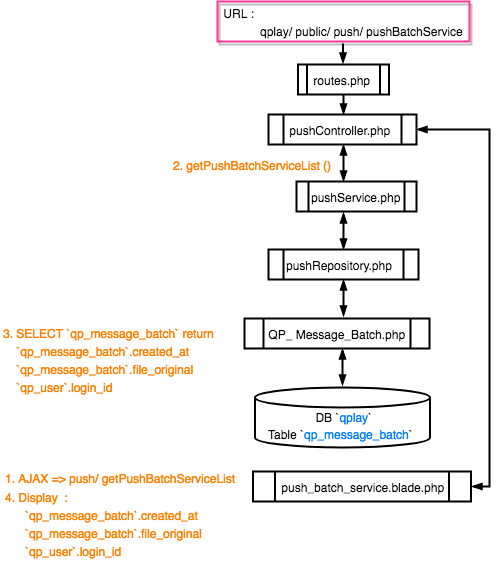 URL :
qplay/ public/ push/ pushBatchService
routes.php
pushController.php
2. getPushBatchServiceList ()
pushService.php
pushRepository.php
3. SELECT `qp_message_batch` return
`qp_message_batch`.created_at
`qp_message_batch`.file_original
`qp_user`.login_id
QP_ Message_Batch.php
DB `qplay`
Table `qp_message_batch`
1. AJAX => push/ getPushBatchServiceList
4. Display :
`qp_message_batch`.created_at
`qp_message_batch`.file_original
`qp_user`.login_id
push_batch_service.blade.php